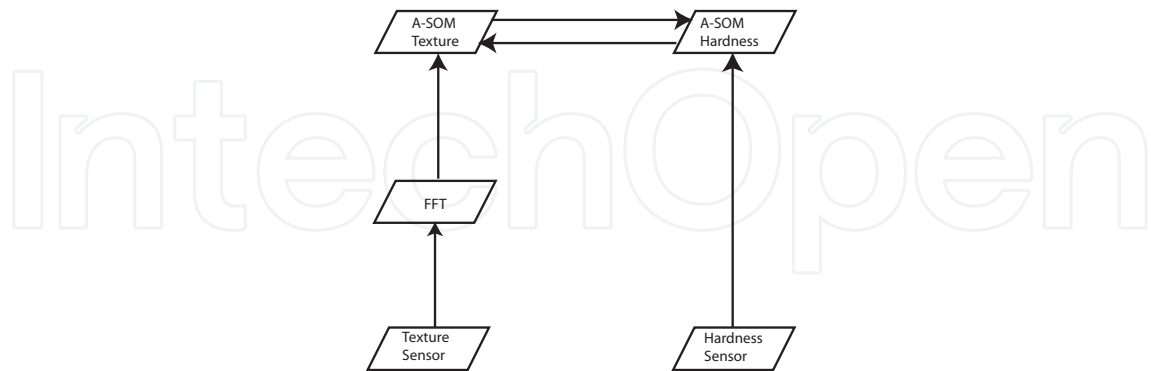 A-SOM
Texture
A-SOM
Hardness
IntechOpen
FFT
Texture
Sensor
Hardness
Sensor